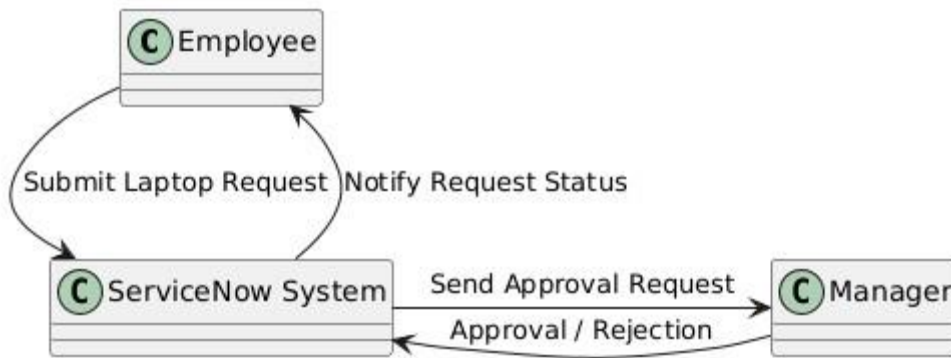 C Employee
Submit Laptop Request
Notify Request Status
C ServiceNow System
Send Approval Request
C Manager
Approval / Rejection